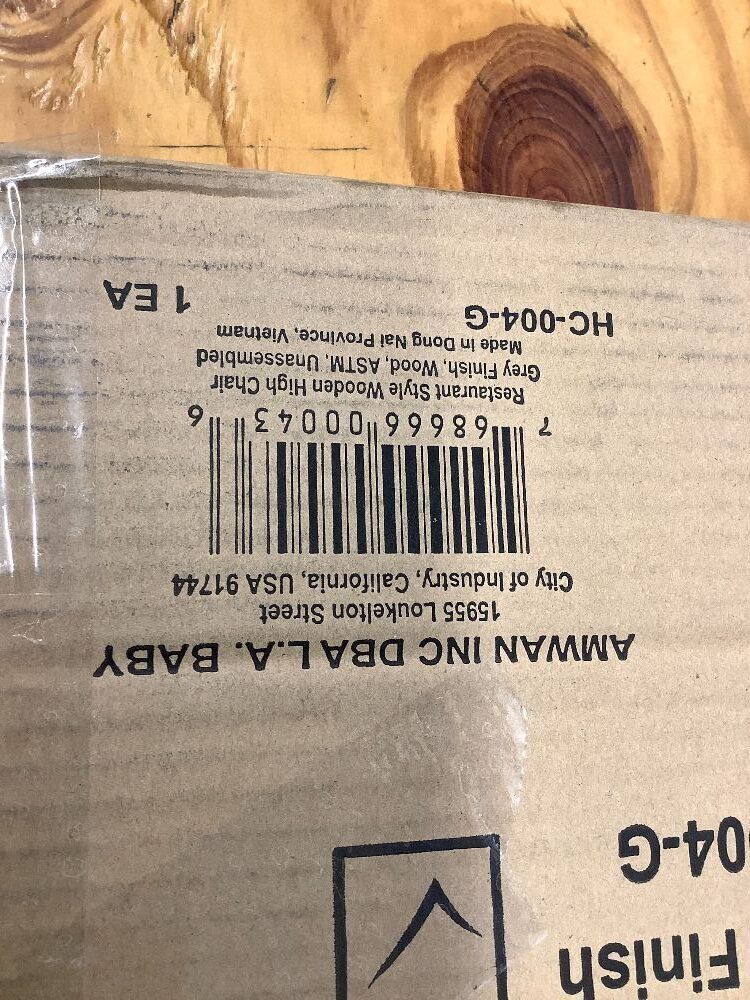 Finish
04-G
AMWAN INC DBA L.A. BABY
15955 Loukelton Street
City of Industry, California, USA 91744
7 68666 00043 6
Restaurant Style Wooden High Chair
Grey Finish, Wood, ASTM, Unassembled
Made in Dong Nai Province, Vietnam
HC-004-G 1 EA